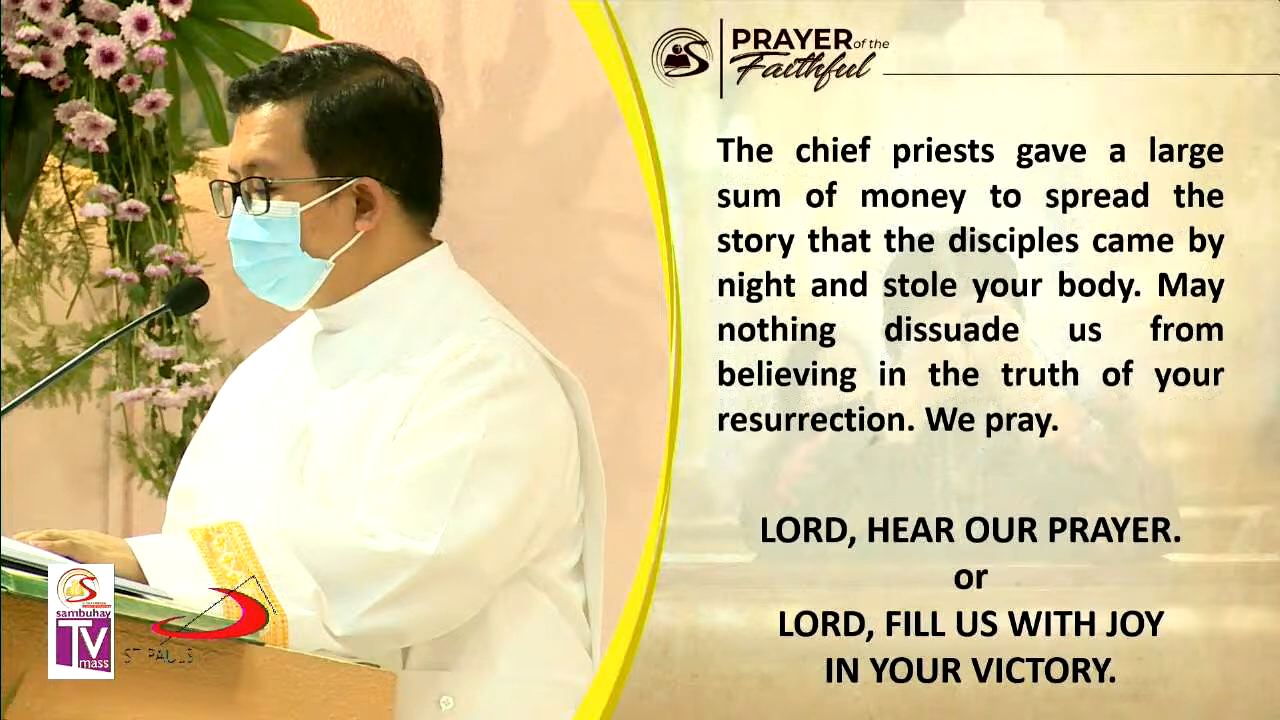 PRAYER of the
Faithful
The chief priests gave a large
sum of money to spread the
story that the disciples came by
night and stole your body. May
nothing dissuade us from
believing in the truth of your
resurrection. We pray.
LORD, HEAR OUR PRAYER.
or
LORD, FILL US WITH JOY
IN YOUR VICTORY.
sambuhay
TV
mass
ST PAULS